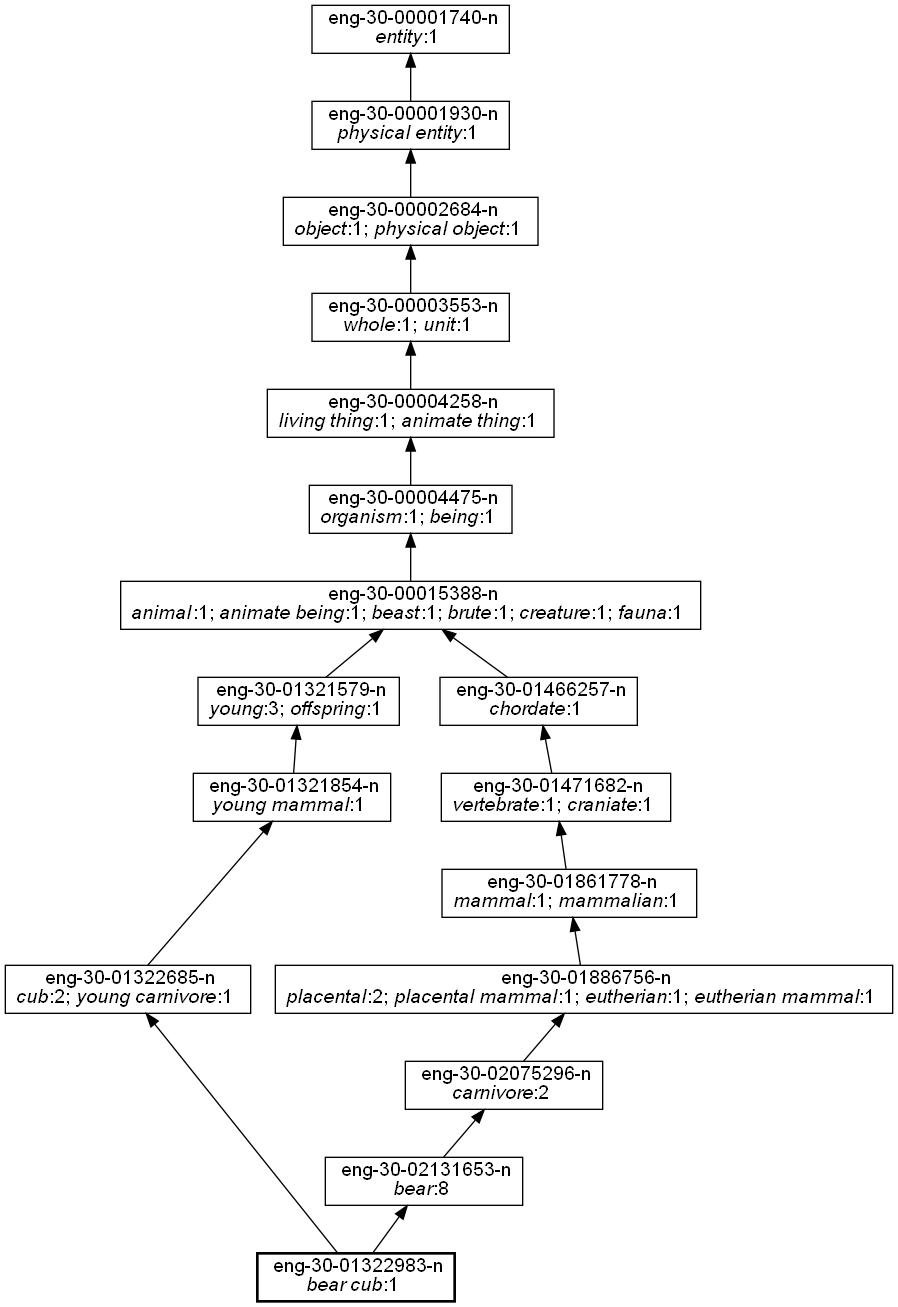 eng-30-00001740-n
entity:1
eng-30-00001930-n
physical entity:1
eng-30-00002684-n
object:1; physical object:1
eng-30-00003553-n
whole:1; unit:1
eng-30-00004258-n
living thing:1; animate thing:1
eng-30-00004475-n
organism:1; being:1
eng-30-00015388-n
animal:1; animate being:1; beast:1; brute:1; creature:1; fauna:1
eng-30-01321579-n
young:3; offspring:1
eng-30-01466257-n
chordate:1
eng-30-01321854-n
young mammal:1
eng-30-01471682-n
vertebrate:1; craniate:1
eng-30-01861778-n
mammal:1; mammalian:1
eng-30-01322685-n
cub:2; young carnivore:1
eng-30-01886756-n
placental:2; placental mammal:1; eutherian:1; eutherian mammal:1
eng-30-02075296-n
carnivore:2
eng-30-02131653-n
bear:8
eng-30-01322983-n
bear cub:1